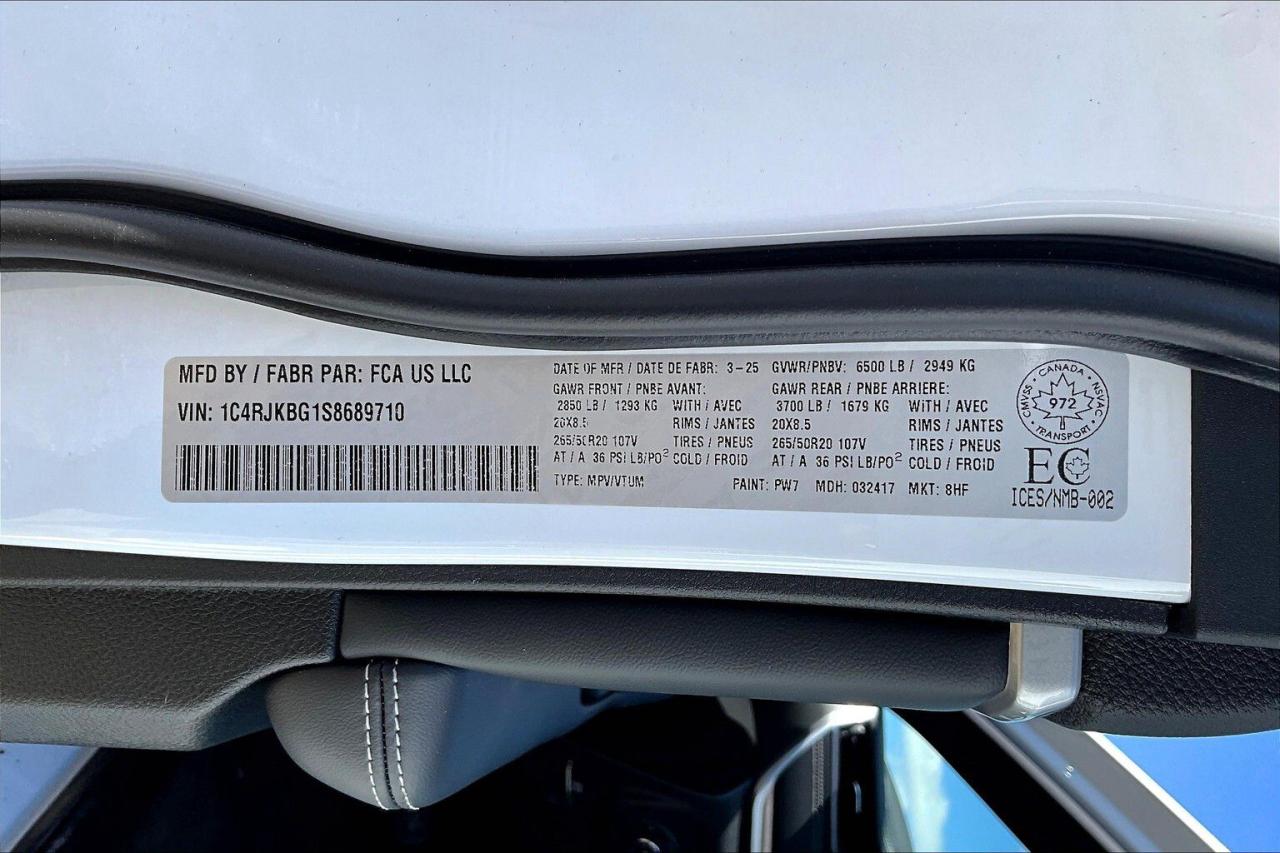 MFD BY / FABR PAR: FCA US LLC
VIN: 1C4RJKBG1S8689710
DATE OF MFR / DATE DE FABR: 3-25 GVWR/PNBV: 6500 LB / 2949 KG
GAWR FRONT / PNBE AVANT: GAWR REAR / PNBE ARRIERE:
2850 LB / 1293 KG WITH / AVEC 3700 LB / 1679 KG WITH / AVEC
20X8.5 RIMS / JANTES 20X8.5 RIMS / JANTES
265/50R20 107V TIRES / PNEUS 265/50R20 107V TIRES / PNEUS
AT / A 36 PSI LB/PO² COLD / FROID AT / A 36 PSI LB/PO² COLD / FROID
TYPE: MPV/VTUM PAINT: PW7 MDH: 032417 MKT: 8HF
CMVSS • CANADA • NSVAC • TRANSPORT •
972
EC
ICES/NMB-002